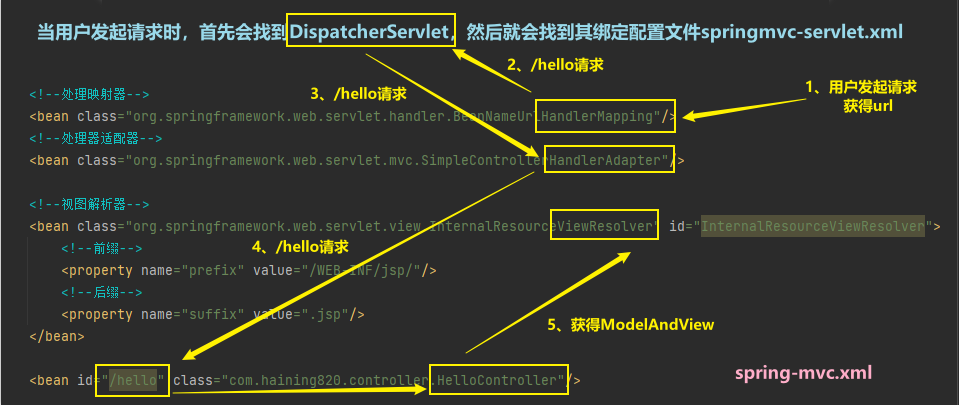 当用户发起请求时，首先会找到DispatcherServlet，然后就会找到其绑定配置文件springmvc-servlet.xml
2、/hello请求
3、/hello请求
1、用户发起请求
获得url
<!--处理映射器-->
<bean class="org.springframework.web.servlet.handler.BeanNameUrlHandlerMapping"/>
<!--处理器适配器-->
<bean class="org.springframework.web.servlet.mvc.SimpleControllerHandlerAdapter"/>
<!--视图解析器-->
<bean class="org.springframework.web.servlet.view.InternalResourceViewResolver" id="InternalResourceViewResolver">
4、/hello请求
<!--前缀-->
<property name="prefix" value="/WEB-INF/jsp/"/>
<!--后缀-->
<property name="suffix" value=".jsp"/>
5、获得ModelAndView
</bean>
<bean id="/hello" class="com.haining820.controller.HelloController"/>
spring-mvc.xml